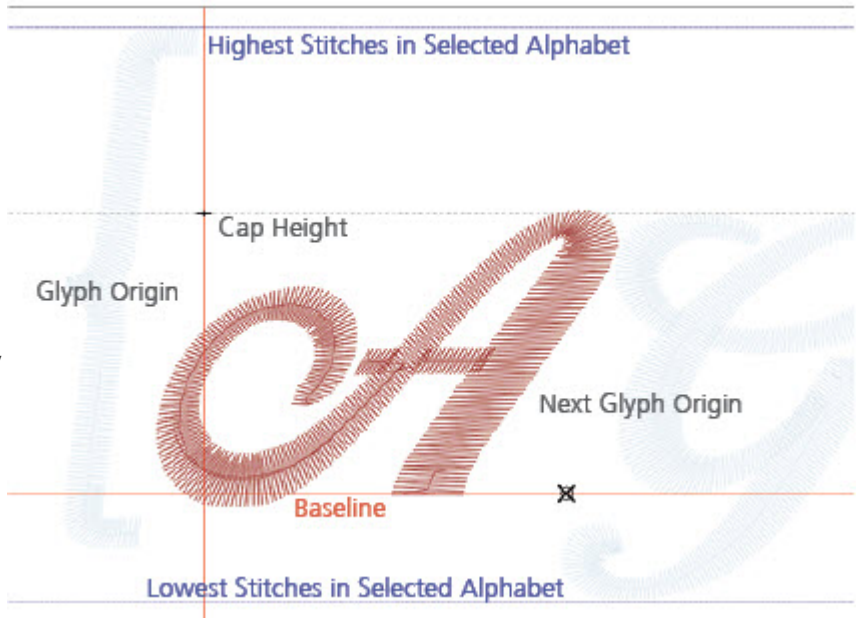 Highest Stitches in Selected Alphabet
Cap Height
Glyph Origin
A
Next Glyph Origin
Baseline
Lowest Stitches in Selected Alphabet